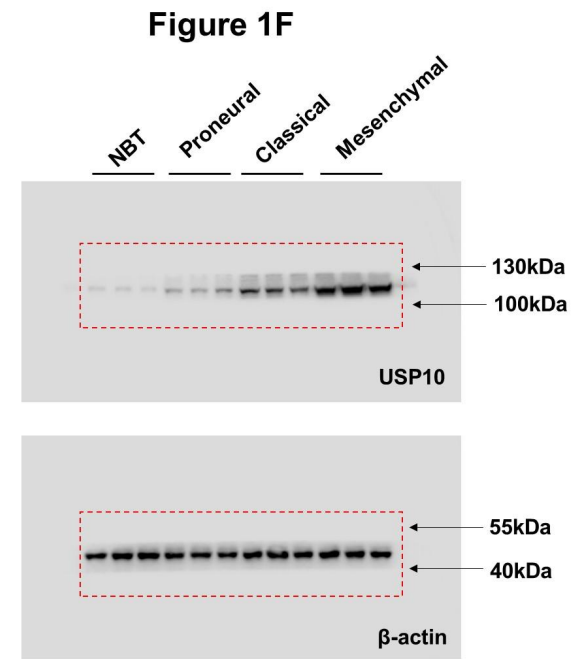 Figure 1F
NBT
Proneural
Classical
Mesenchymal
130kDa
100kDa
USP10
55kDa
40kDa
β-actin